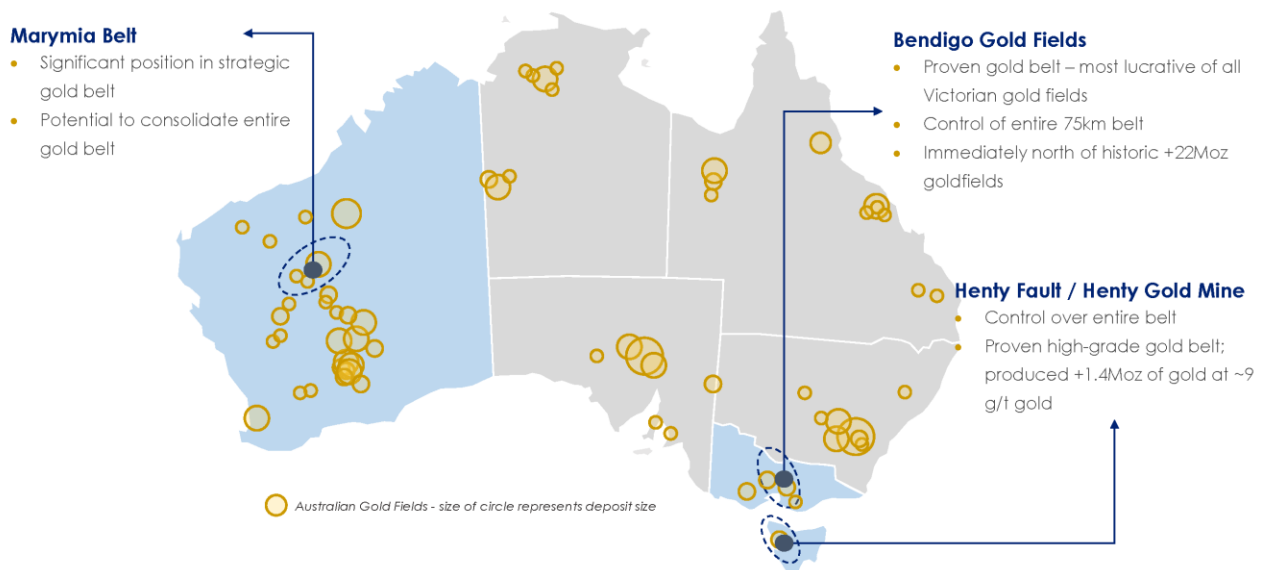 Marymia Belt
• Significant position in strategic
gold belt
• Potential to consolidate entire
gold belt
Bendigo Gold Fields
• Proven gold belt – most lucrative of all
Victorian gold fields
• Control of entire 75km belt
• Immediately north of historic +22Moz
goldfields
Henty Fault / Henty Gold Mine
• Control over entire belt
• Proven high-grade gold belt;
produced +1.4Moz of gold at ~9
g/t gold
Australian Gold Fields - size of circle represents deposit size